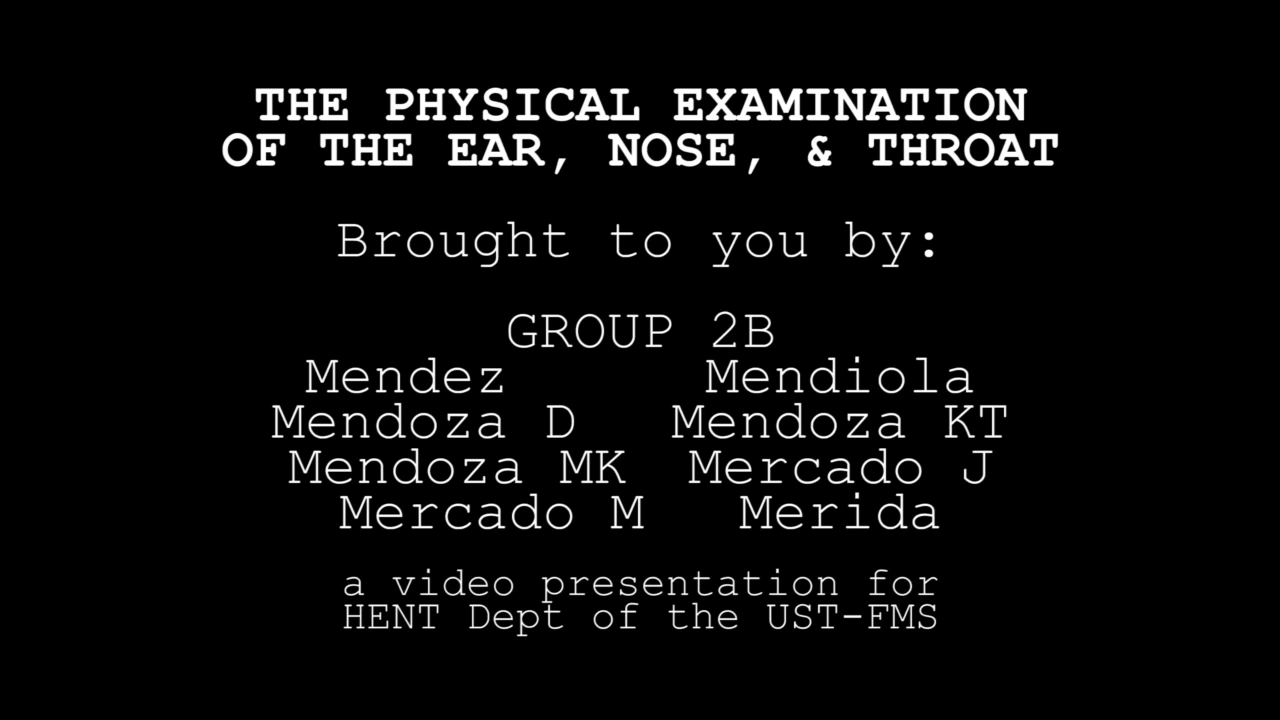 THE PHYSICAL EXAMINATION
OF THE EAR, NOSE, & THROAT
Brought to you by:
GROUP 2B
Mendez Mendiola
Mendoza D Mendoza KT
Mendoza MK Mercado J
Mercado M Merida
a video presentation for
HENT Dept of the UST-FMS